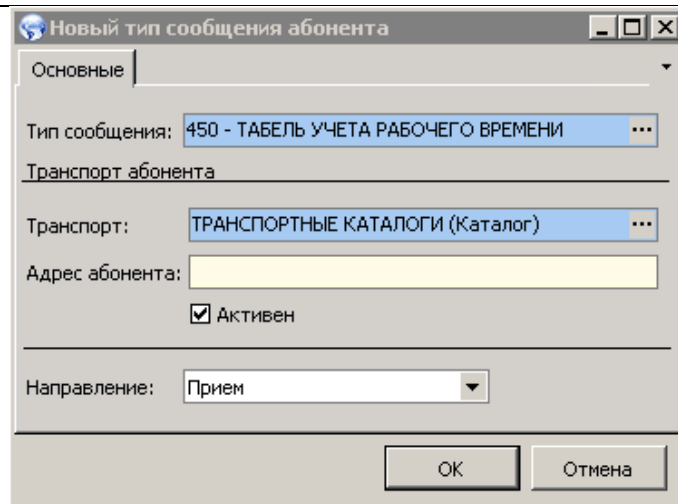 Новый тип сообщения абонента
Основные
Тип сообщения: 450 - ТАБЕЛЬ УЧЕТА РАБОЧЕГО ВРЕМЕНИ ...
Транспорт абонента
Транспорт: ТРАНСПОРТНЫЕ КАТАЛОГИ (Каталог) ...
Адрес абонента:
Активен
Направление: Прием
ОК Отмена